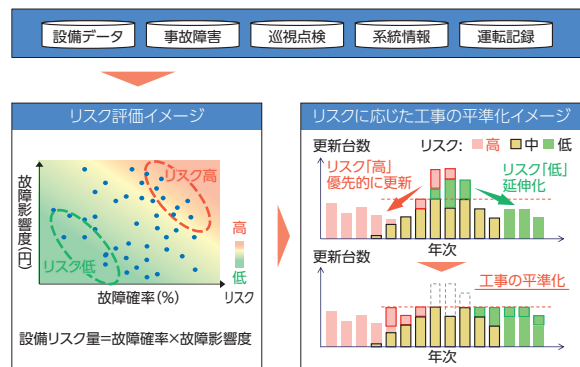 設備データ
事故障害
巡視点検
系統情報
運転記録
リスク評価イメージ
故障影響度(円)
リスク高
リスク低
高
低
リスク
故障確率(%)
設備リスク量=故障確率×故障影響度
リスクに応じた工事の平準化イメージ
更新台数
リスク: 高 中 低
リスク「高」
優先的に更新
リスク「低」
延伸化
年次
更新台数
工事の平準化
年次